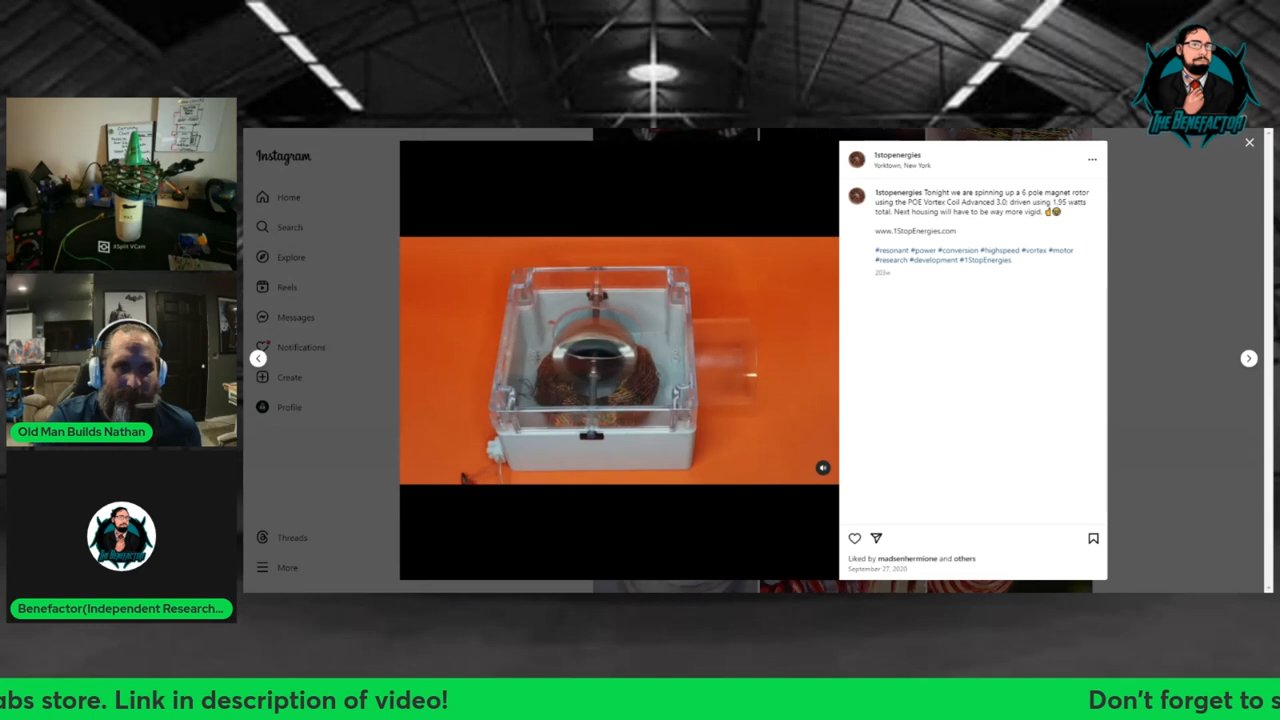 THE BENEFACTOR
XSplit VCam
Old Man Builds Nathan
Benefactor(Independent Research...
Instagram
Home
Search
Explore
Reels
Messages
Notifications
Create
Profile
Threads
More
1stopenergies
Yorktown, New York
1stopenergies Tonight we are spinning up a 6 pole magnet rotor
using the POE Vortex Coil Advanced 3.0; driven using 1.95 watts
total. Next housing will have to be way more vigid.
www.1StopEnergies.com
#resonant #power #conversion #highspeed #vortex #motor
#research #development #1StopEnergies
203w
Liked by madsenhermione and others
September 27, 2020
abs store. Link in description of video!
Don't forget to s